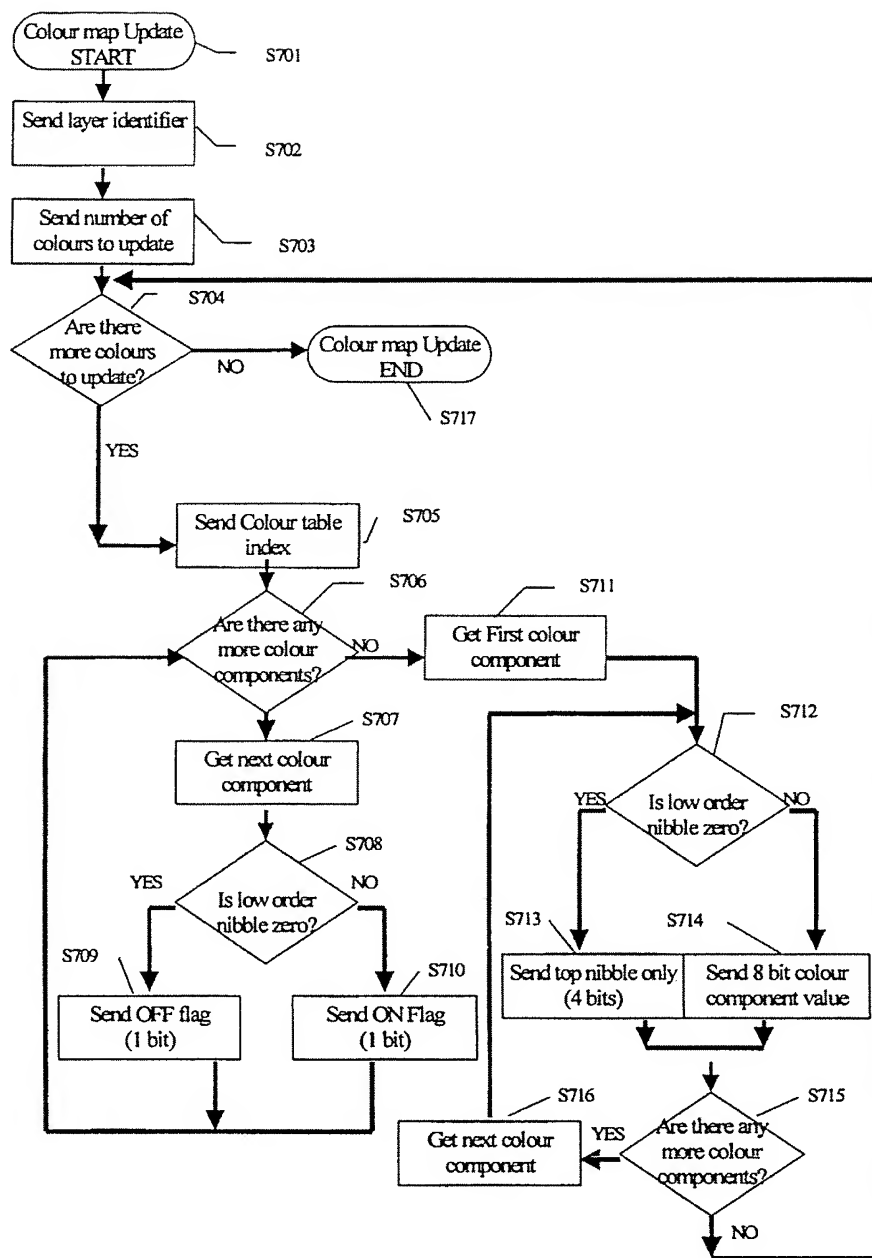 Colour map Update
START
S701
Send layer identifier
S702
Send number of
colours to update
S703
S704
Are there
more colours
to update?
NO
Colour map Update
END
S717
YES
Send Colour table
index
S705
S706
Are there any
more colour
components?
NO
S711
Get First colour
component
S707
Get next colour
component
S712
YES
Is low order
nibble zero?
NO
S708
YES
Is low order
nibble zero?
NO
S709
Send OFF flag
(1 bit)
S710
Send ON Flag
(1 bit)
S713
Send top nibble only
(4 bits)
S714
Send 8 bit colour
component value
S716
Get next colour
component
YES
S715
Are there any
more colour
components?
NO